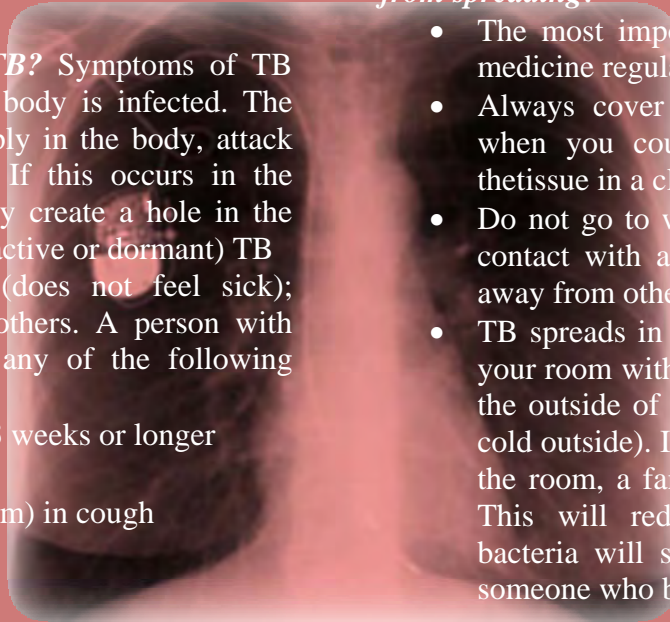 TB? Symptoms of TB
body is infected. The
ply in the body, attack
If this occurs in the
y create a hole in the
active or dormant) TB
(does not feel sick);
others. A person with
any of the following
weeks or longer
m) in cough
from spreading?
• The most impo
medicine regula
• Always cover
when you cou
thetissue in a cl
• Do not go to w
contact with a
away from othe
• TB spreads in
your room with
the outside of
cold outside). I
the room, a fa
This will red
bacteria will s
someone who b